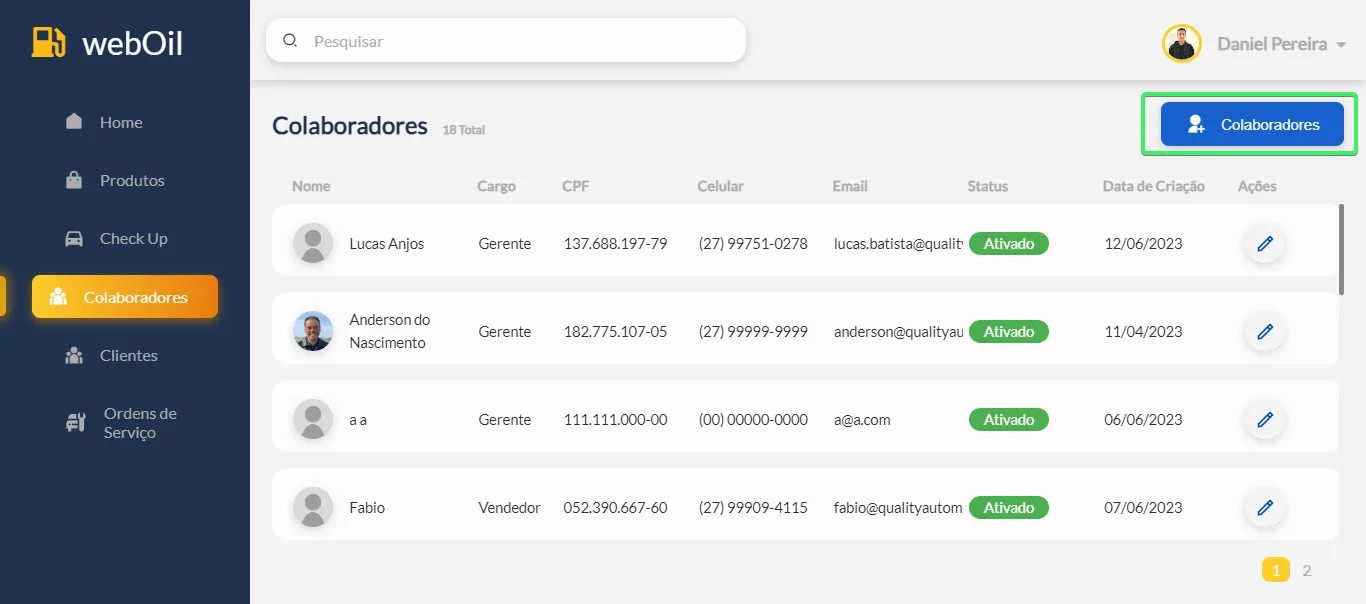 webOil
Pesquisar
Daniel Pereira
Home
Produtos
Check Up
Colaboradores
Clientes
Ordens de
Serviço
Colaboradores 18 Total
Colaboradores
Nome Cargo CPF Celular Email Status Data de Criação Ações
Lucas Anjos Gerente 137.688.197-79 (27) 99751-0278 lucas.batista@quality Ativado 12/06/2023
Anderson do
Nascimento Gerente 182.775.107-05 (27) 99999-9999 anderson@qualityau Ativado 11/04/2023
a a Gerente 111.111.000-00 (00) 00000-0000 a@a.com Ativado 06/06/2023
Fabio Vendedor 052.390.667-60 (27) 99909-4115 fabio@qualityautom Ativado 07/06/2023
1 2